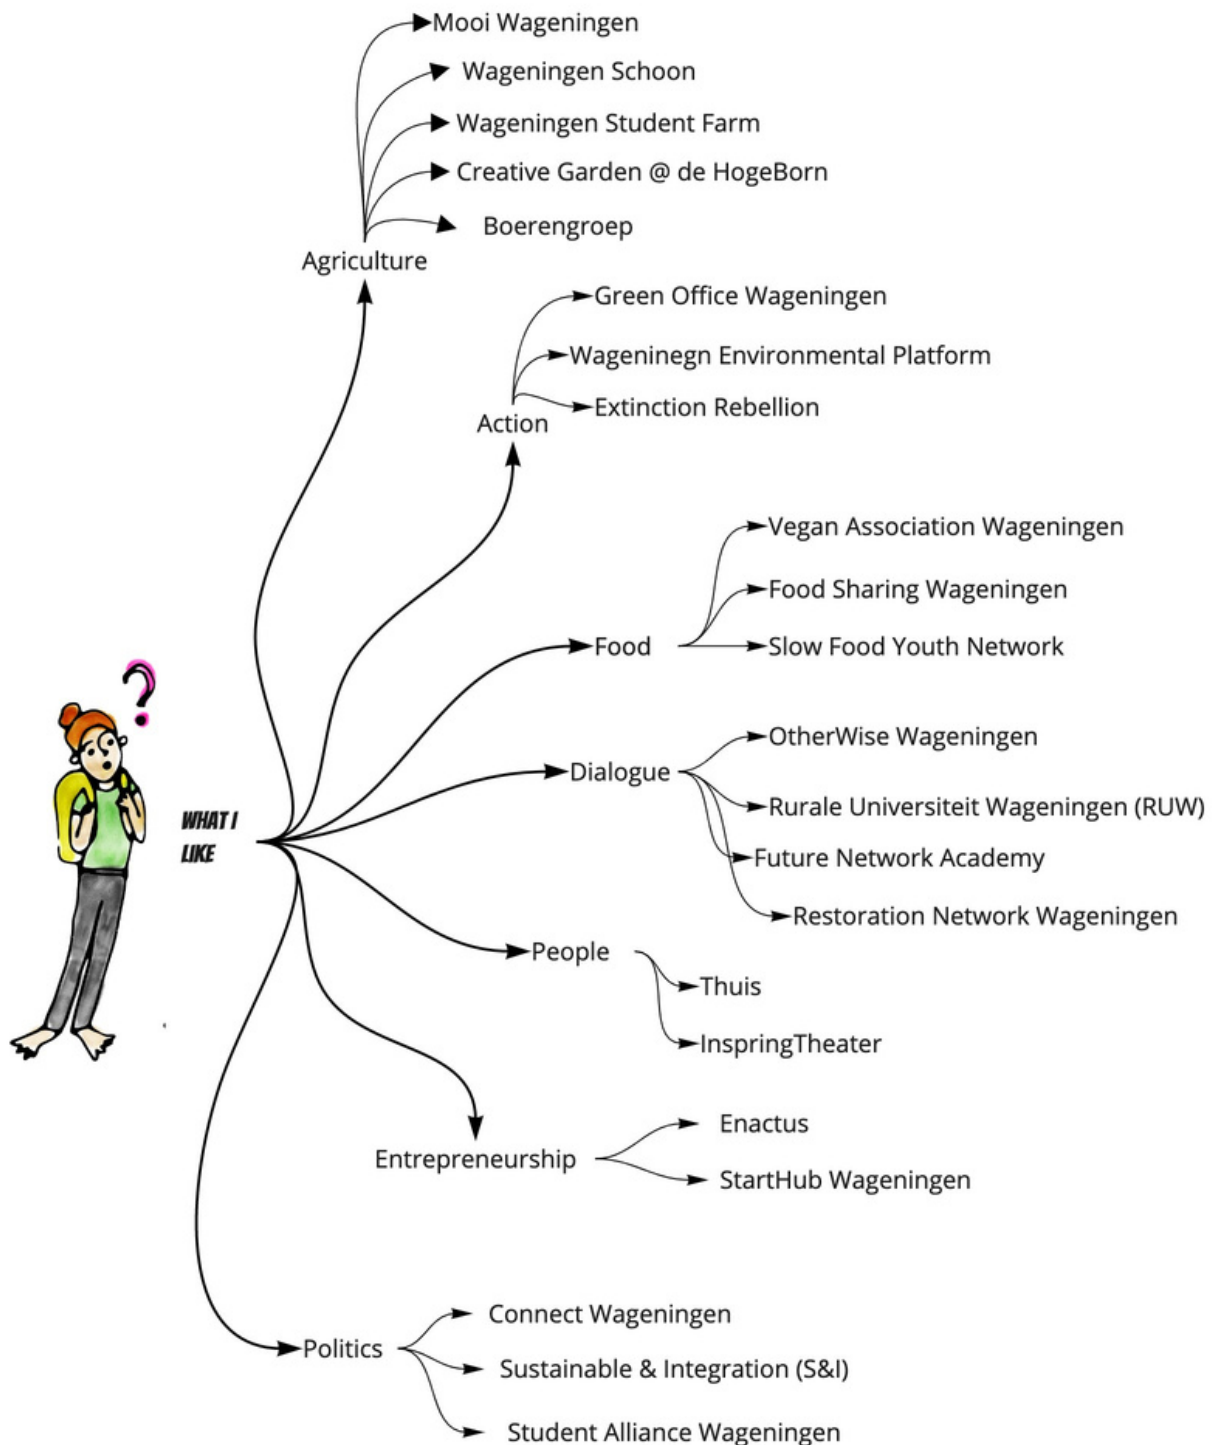 Mooi Wageningen
Wageningen Schoon
Wageningen Student Farm
Creative Garden @ de HogeBorn
Boerengroep
Agriculture
Green Office Wageningen
Wageninegn Environmental Platform
Extinction Rebellion
Action
Vegan Association Wageningen
Food Sharing Wageningen
Food
Slow Food Youth Network
OtherWise Wageningen
Dialogue
Rurale Universiteit Wageningen (RUW)
Future Network Academy
Restoration Network Wageningen
?
WHAT I
LIKE
People
Thuis
InspringTheater
Enactus
Entrepreneurship
StartHub Wageningen
Connect Wageningen
Politics
Sustainable & Integration (S&I)
Student Alliance Wageningen